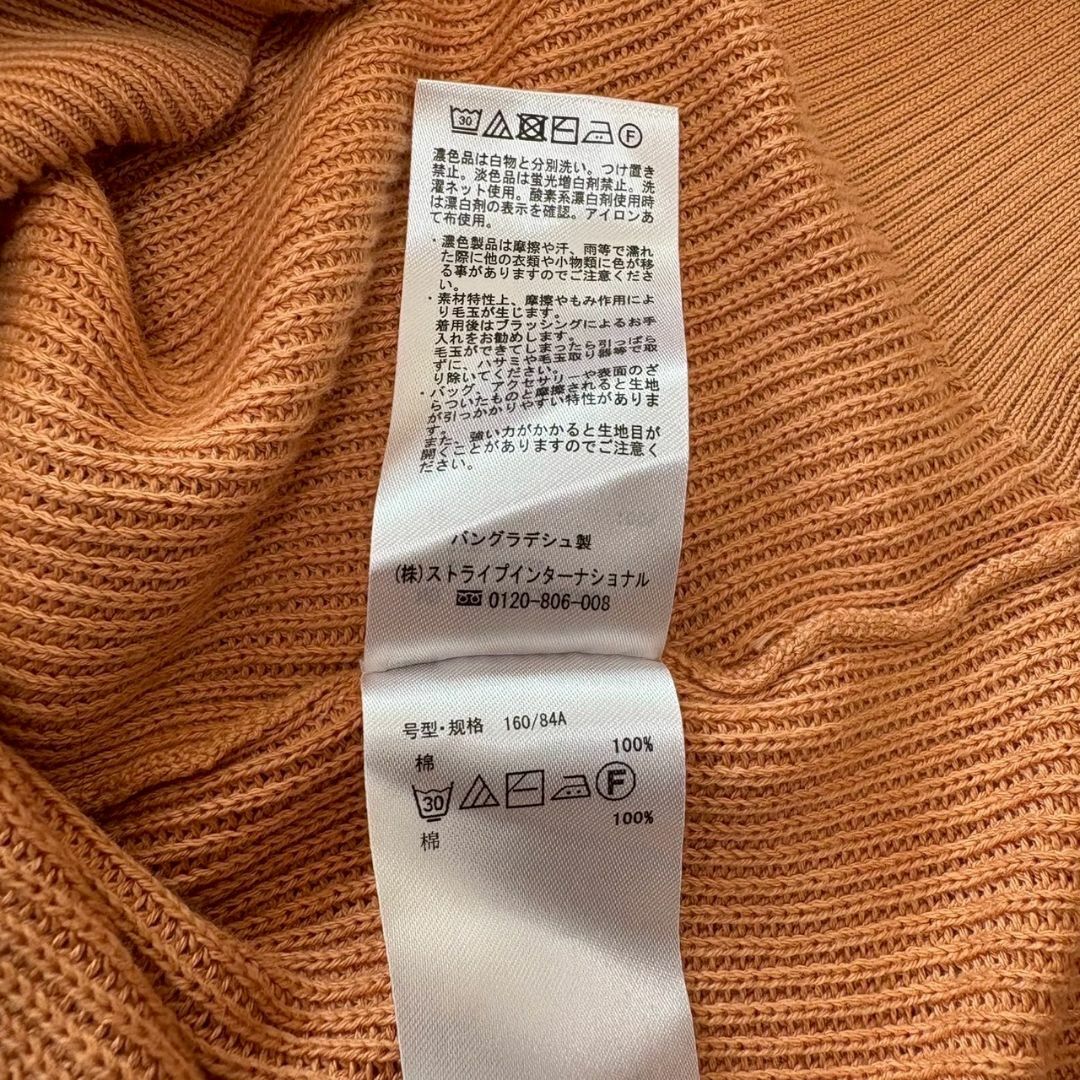 30 F
濃色品は白物と分別洗い。つけ置き
禁止。淡色品は蛍光増白剤禁止。洗
濯ネット使用。酸素系漂白剤使用時
は漂白剤の表示を確認。アイロンあ
て布使用。
・濃色製品は摩擦や汗、雨等で濡れ
た際に他の衣類や小物類に色が移
る事がありますのでご注意くださ
い。
・素材特性上、摩擦やもみ作用によ
り毛玉が生じます。
着用後はブラッシングによるお手
入れをお勧めします。
毛玉ができてしまったら引っぱら
ずに、ハサミや毛玉取り器等で取
り除いてください。
・バッグ、アクセサリーや表面のざ
らついたものと摩擦されると生地
が引っかかりやすい特性がありま
す。
また、強い力がかかると生地目が
開くことがありますのでご注意く
ださい。
バングラデシュ製
(株)ストライプインターナショナル
0120-806-008
号型・规格 160/84A
棉 100%
30 F
棉 100%